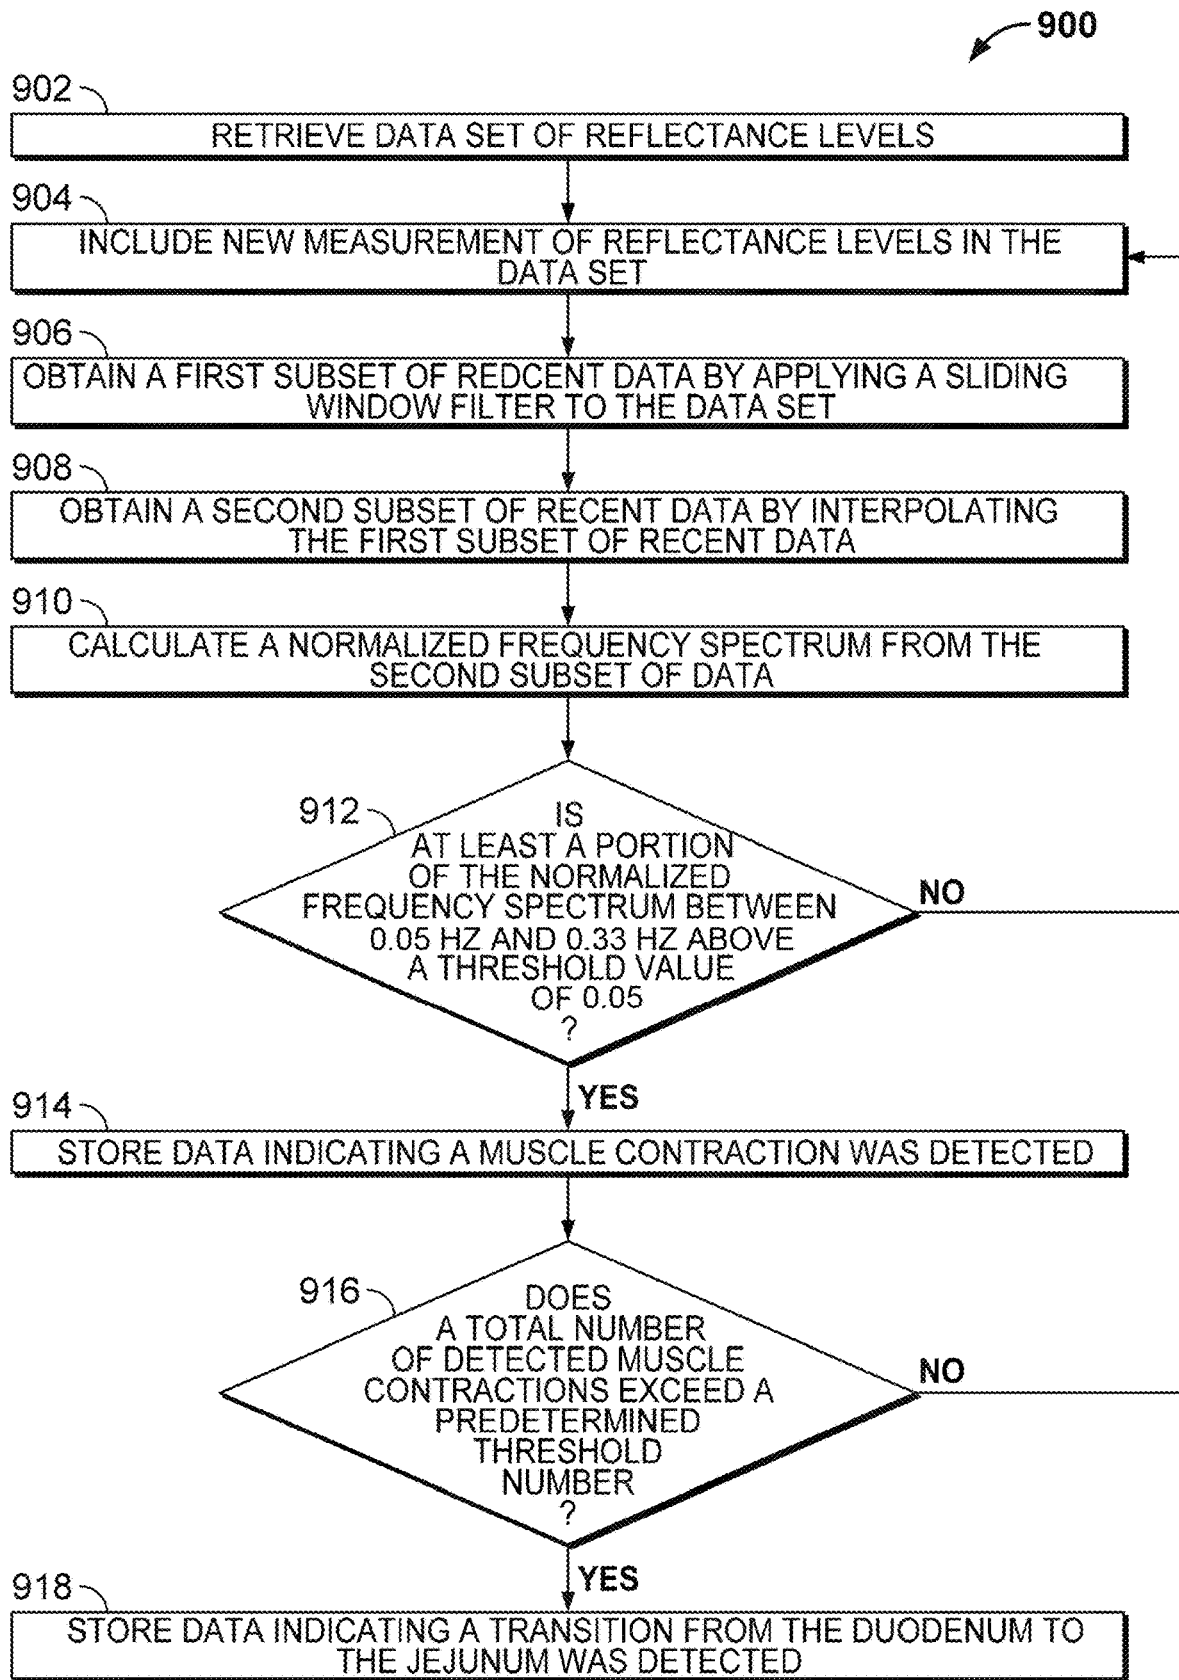 900
902
RETRIEVE DATA SET OF REFLECTANCE LEVELS
904
INCLUDE NEW MEASUREMENT OF REFLECTANCE LEVELS IN THE
DATA SET
906
OBTAIN A FIRST SUBSET OF REDCENT DATA BY APPLYING A SLIDING
WINDOW FILTER TO THE DATA SET
908
OBTAIN A SECOND SUBSET OF RECENT DATA BY INTERPOLATING
THE FIRST SUBSET OF RECENT DATA
910
CALCULATE A NORMALIZED FREQUENCY SPECTRUM FROM THE
SECOND SUBSET OF DATA
912
IS
AT LEAST A PORTION
OF THE NORMALIZED
FREQUENCY SPECTRUM BETWEEN
0.05 HZ AND 0.33 HZ ABOVE
A THRESHOLD VALUE
OF 0.05
?
NO
YES
914
STORE DATA INDICATING A MUSCLE CONTRACTION WAS DETECTED
916
DOES
A TOTAL NUMBER
OF DETECTED MUSCLE
CONTRACTIONS EXCEED A
PREDETERMINED
THRESHOLD
NUMBER
?
NO
YES
918
STORE DATA INDICATING A TRANSITION FROM THE DUODENUM TO
THE JEJUNUM WAS DETECTED